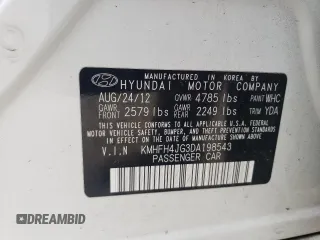 HYUNDAI MOTOR COMPANY
MANUFACTURED IN KOREA
AUG/24/12 GVWR 4785 lbs PAINT WHC
GAWR FRONT 2579 lbs GAWR REAR 2249 lbs TRIM YDA
THIS VEHICLE CONFORMS TO ALL APPLICABLE U.S.A. FEDERAL
MOTOR VEHICLE SAFETY, BUMPER, AND THEFT PREVENTION
STANDARDS IN EFFECT ON THE DATE OF MANUFACTURE SHOWN ABOVE.
V.I.N KMHFH4JG3DA198543
PASSENGER CAR
IAAI